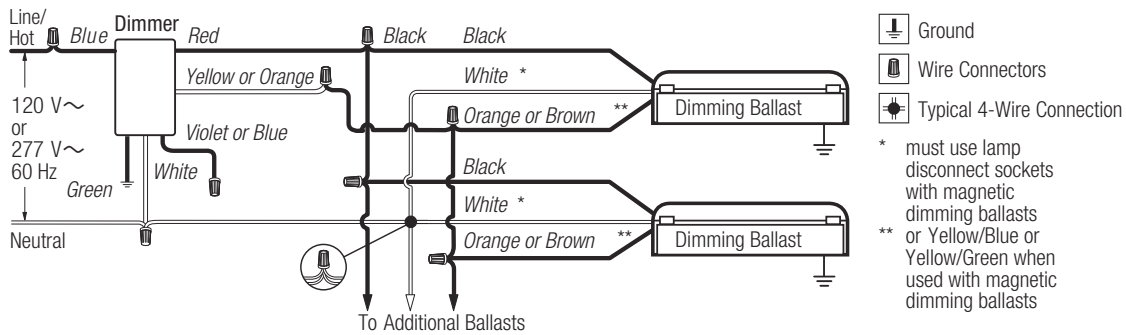 Line/
Hot
Blue
Dimmer
Red
Black
Black
Yellow or Orange
White *
Dimming Ballast
120 V~
or
277 V~
60 Hz
Orange or Brown **
Violet or Blue
Green
White
Black
White *
Neutral
Orange or Brown **
Dimming Ballast
To Additional Ballasts
Ground
Wire Connectors
Typical 4-Wire Connection
* must use lamp
disconnect sockets
with magnetic
dimming ballasts
** or Yellow/Blue or
Yellow/Green when
used with magnetic
dimming ballasts